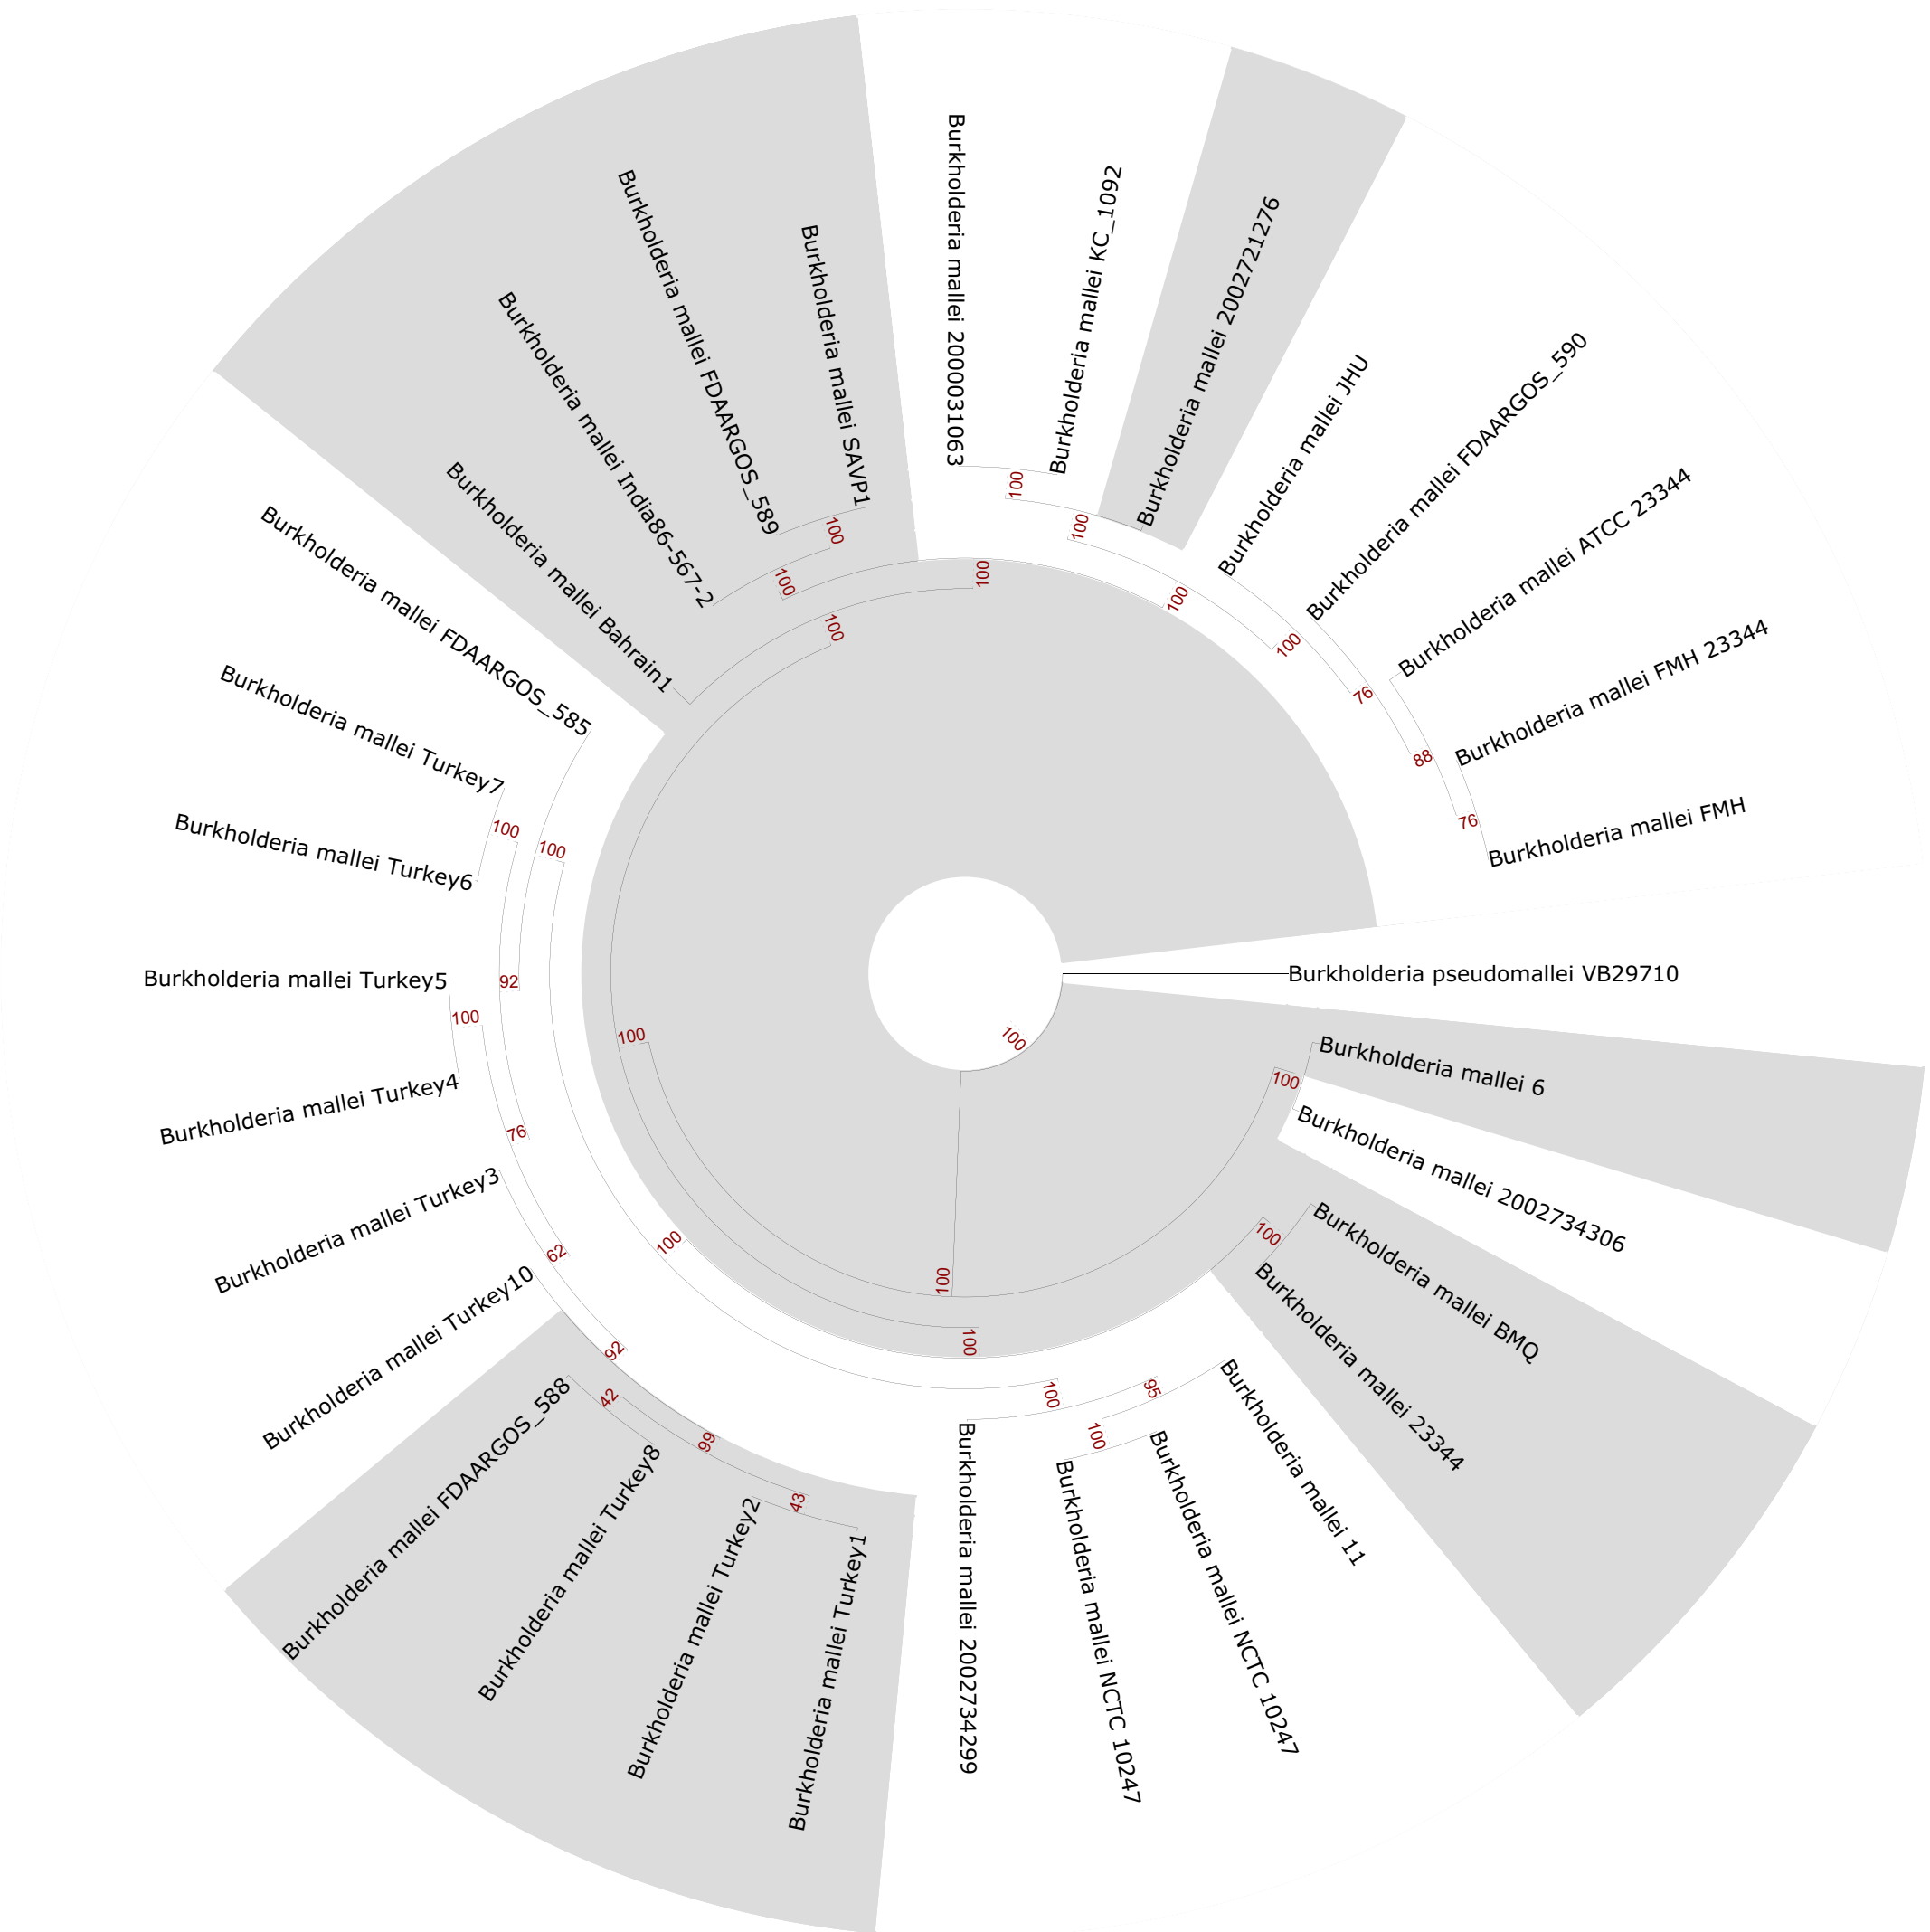 Burkholderia mallei 2000031063
Burkholderia mallei KC_1092
Burkholderia mallei 2002721276
Burkholderia mallei JHU
Burkholderia mallei FDAARGOS_590
Burkholderia mallei ATCC 23344
Burkholderia mallei FMH 23344
Burkholderia mallei FMH
Burkholderia pseudomallei VB29710
Burkholderia mallei 6
Burkholderia mallei 2002734306
Burkholderia mallei BMQ
Burkholderia mallei 23344
Burkholderia mallei 11
Burkholderia mallei NCTC 10247
Burkholderia mallei NCTC 10247
Burkholderia mallei 2002734299
Burkholderia mallei Turkey1
Burkholderia mallei Turkey2
Burkholderia mallei Turkey8
Burkholderia mallei FDAARGOS_588
Burkholderia mallei Turkey10
Burkholderia mallei Turkey3
Burkholderia mallei Turkey4
Burkholderia mallei Turkey5
Burkholderia mallei Turkey6
Burkholderia mallei Turkey7
Burkholderia mallei FDAARGOS_585
Burkholderia mallei Bahrain1
Burkholderia mallei India86-567-2
Burkholderia mallei FDAARGOS_589
Burkholderia mallei SAVP1
100
100
100
100
76
88
76
100
100
100
100
100
100
100
100
92
100
76
62
92
42
99
43
100
100
95
100
100
100
100
100